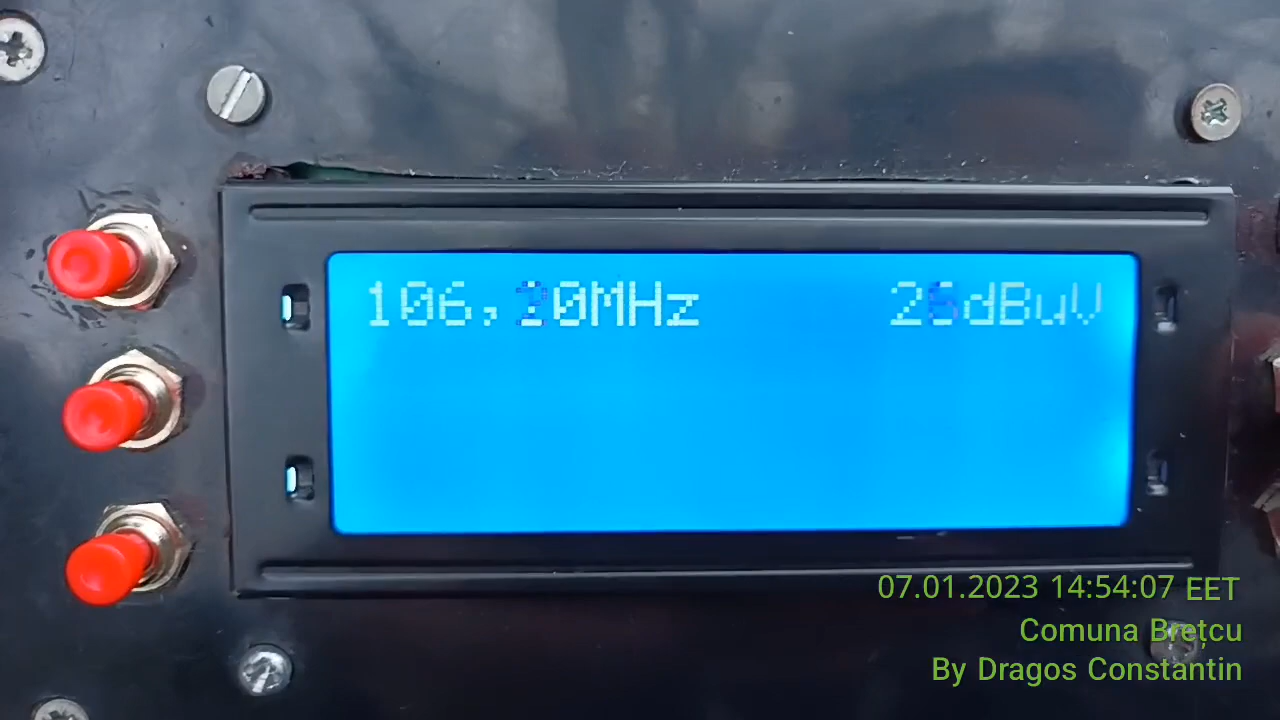 106,20MHz 26dBuV
07.01.2023 14:54:07 EET
Comuna Brețcu
By Dragos Constantin